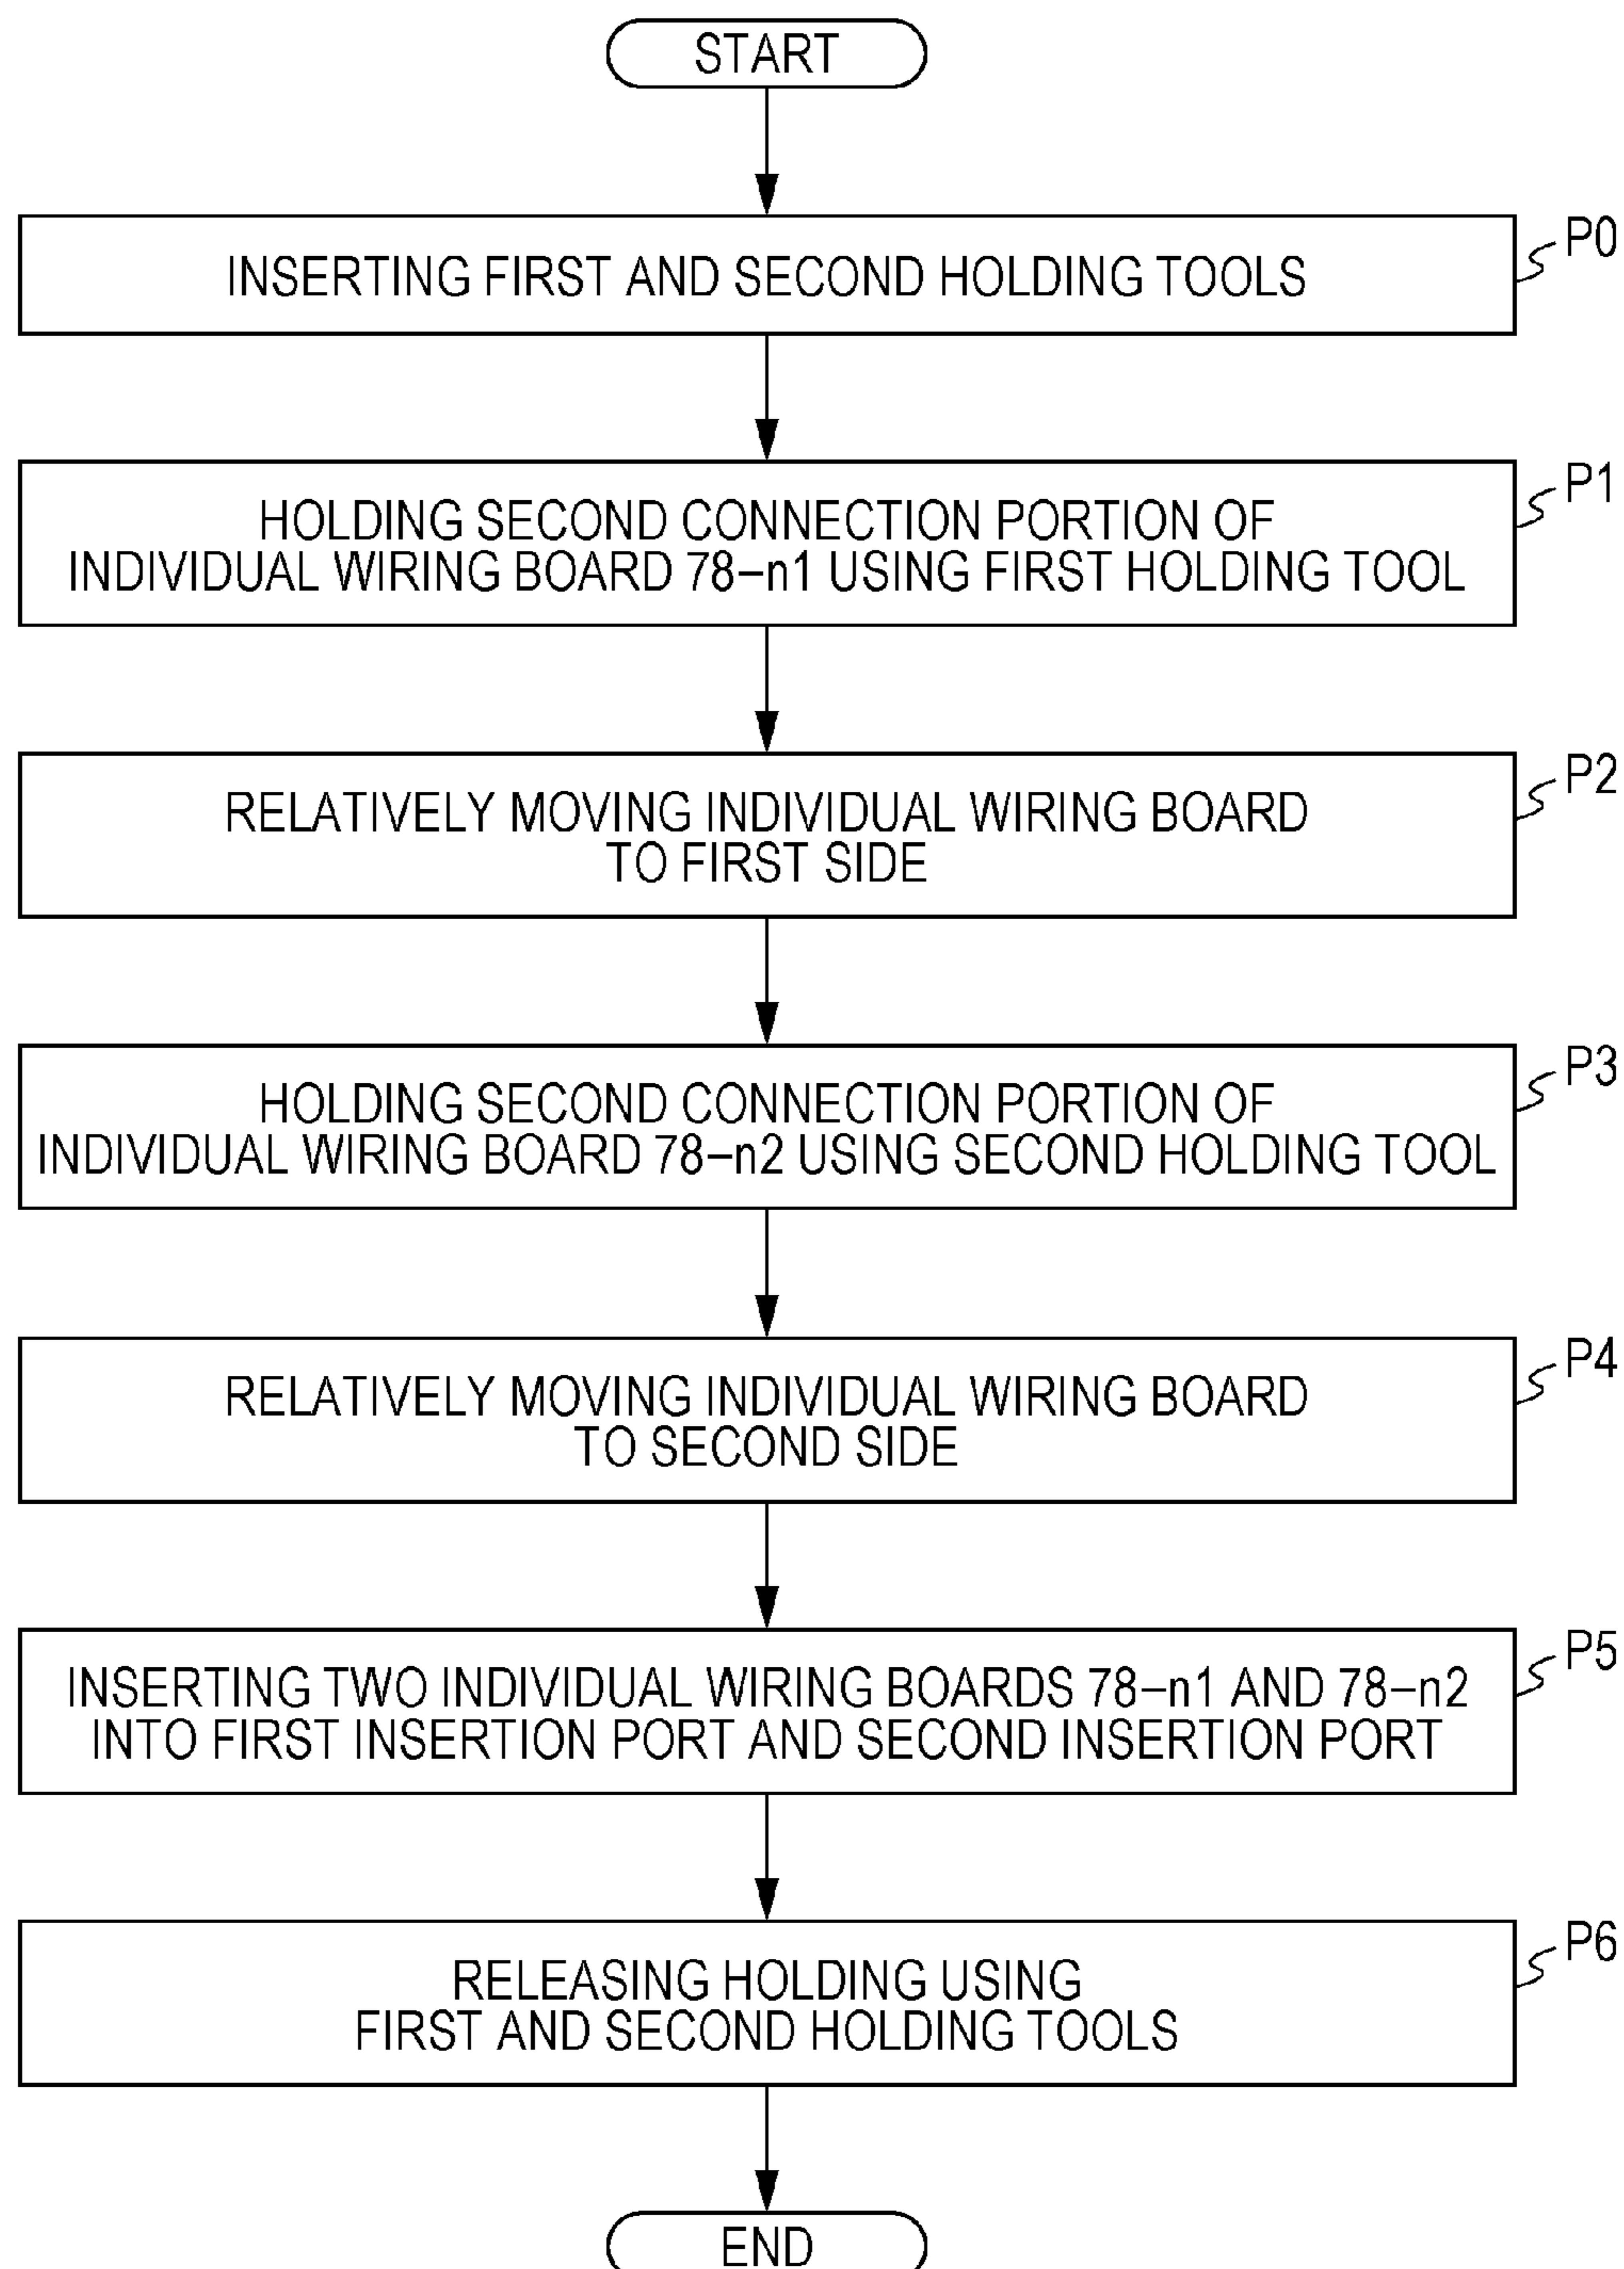 START
INSERTING FIRST AND SECOND HOLDING TOOLS
P0
HOLDING SECOND CONNECTION PORTION OF
INDIVIDUAL WIRING BOARD 78-n1 USING FIRST HOLDING TOOL
P1
RELATIVELY MOVING INDIVIDUAL WIRING BOARD
TO FIRST SIDE
P2
HOLDING SECOND CONNECTION PORTION OF
INDIVIDUAL WIRING BOARD 78-n2 USING SECOND HOLDING TOOL
P3
RELATIVELY MOVING INDIVIDUAL WIRING BOARD
TO SECOND SIDE
P4
INSERTING TWO INDIVIDUAL WIRING BOARDS 78-n1 AND 78-n2
INTO FIRST INSERTION PORT AND SECOND INSERTION PORT
P5
RELEASING HOLDING USING
FIRST AND SECOND HOLDING TOOLS
P6
END